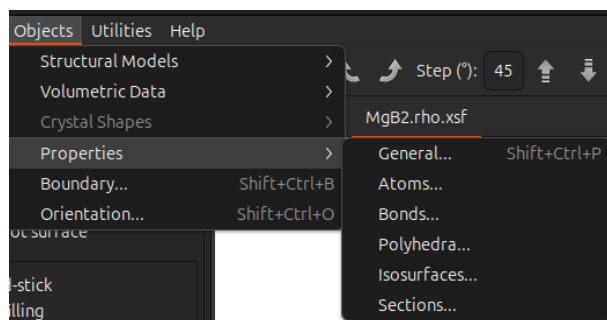 Objects Utilities Help
Structural Models >
Step (°): 45
Volumetric Data >
Crystal Shapes >
MgB2.rho.xsf
Properties >
General... Shift+Ctrl+P
Boundary... Shift+Ctrl+B
Atoms...
Orientation... Shift+Ctrl+O
Bonds...
ot surface
Polyhedra...
l-stick
Isosurfaces...
illing
Sections...